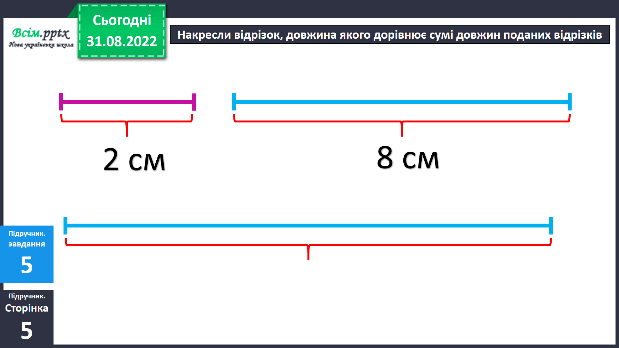 Всім.pptx
Нова українська школа
Сьогодні
31.08.2022
Накресли відрізок, довжина якого дорівнює сумі довжин поданих відрізків
2 см
8 см
Підручник.
завдання
5
Підручник.
Сторінка
5